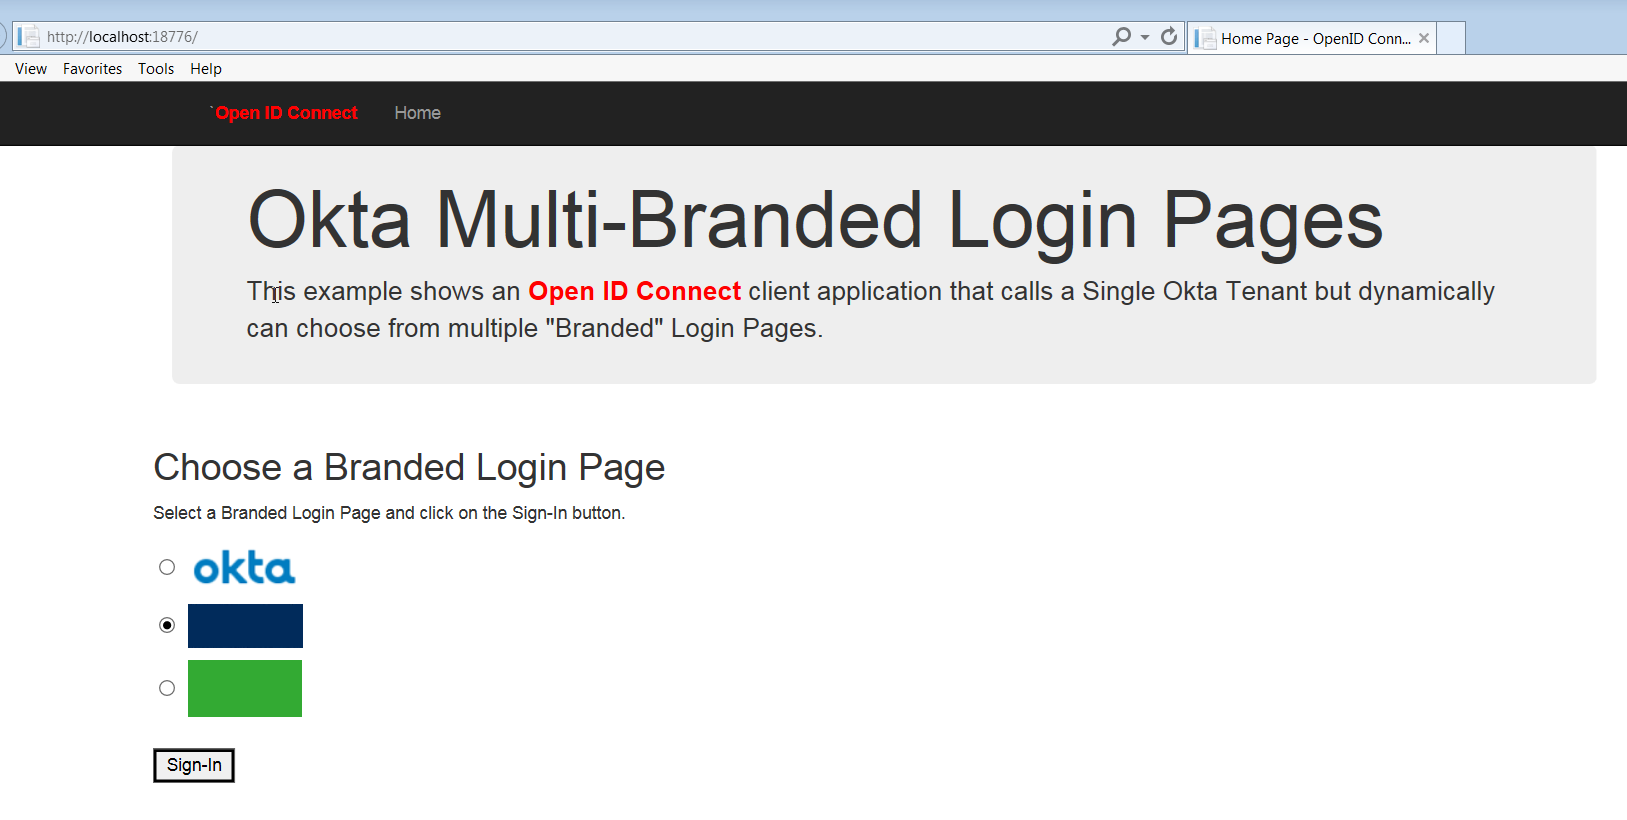 http://localhost:18776/
Home Page - OpenID Conn...
View Favorites Tools Help
`Open ID Connect Home
Okta Multi-Branded Login Pages
This example shows an Open ID Connect client application that calls a Single Okta Tenant but dynamically
can choose from multiple "Branded" Login Pages.
Choose a Branded Login Page
Select a Branded Login Page and click on the Sign-In button.
okta
Sign-In